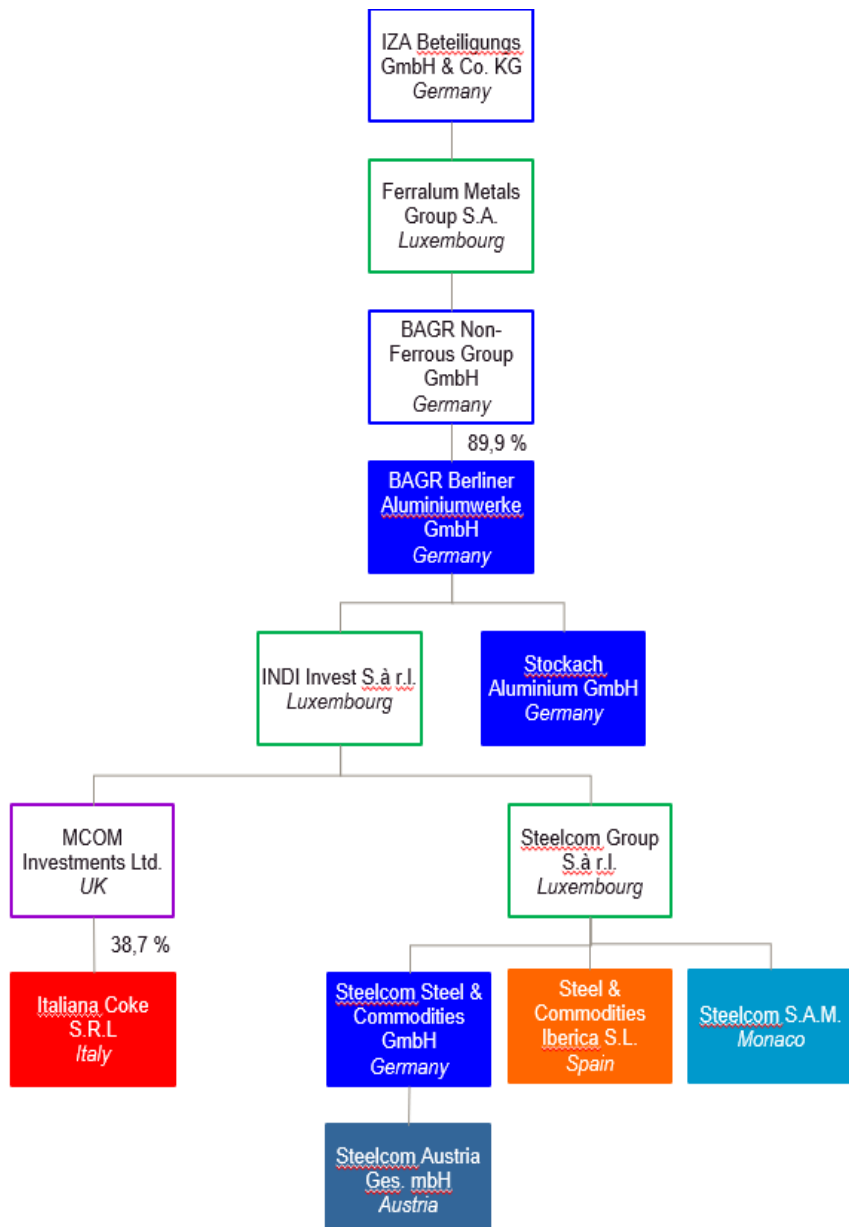 IZA Beteiligungs
GmbH & Co. KG
Germany
Ferralum Metals
Group S.A.
Luxembourg
BAGR Non-
Ferrous Group
GmbH
Germany
89,9 %
BAGR Berliner
Aluminiumwerke
GmbH
Germany
INDI Invest S.à r.l.
Luxembourg
Stockach
Aluminium GmbH
Germany
MCOM
Investments Ltd.
UK
Steelcom Group
S.à r.l.
Luxembourg
38,7 %
Italiana Coke
S.R.L
Italy
Steelcom Steel &
Commodities
GmbH
Germany
Steel &
Commodities
Iberica S.L.
Spain
Steelcom S.A.M.
Monaco
Steelcom Austria
Ges. mbH
Austria